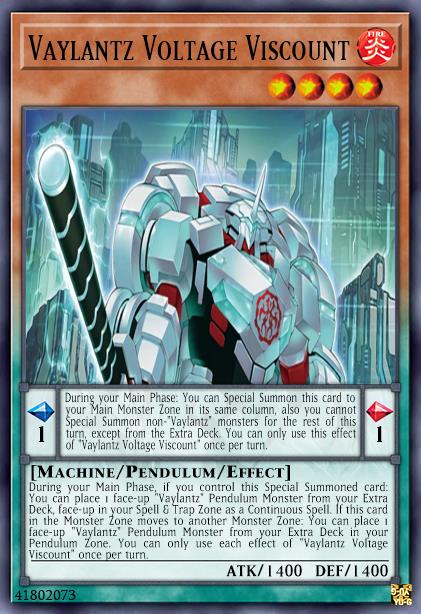 Vaylantz Voltage Viscount
FIRE
炎
During your Main Phase: You can Special Summon this card to
your Main Monster Zone in its same column, also you cannot
Special Summon non-"Vaylantz" monsters for the rest of this
turn, except from the Extra Deck. You can only use this effect
of "Vaylantz Voltage Viscount" once per turn.
1
1
[Machine/Pendulum/Effect]
During your Main Phase, if you control this Special Summoned card:
You can place 1 face-up "Vaylantz" Pendulum Monster from your Extra
Deck, face-up in your Spell & Trap Zone as a Continuous Spell. If this card
in the Monster Zone moves to another Monster Zone: You can place 1
face-up "Vaylantz" Pendulum Monster from your Extra Deck in your
Pendulum Zone. You can only use each effect of "Vaylantz Voltage
Viscount" once per turn.
ATK/1400 DEF/1400
41802073